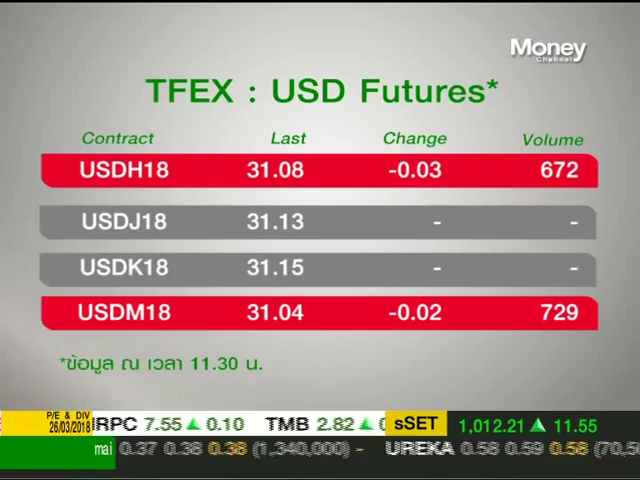 Money
Channel
TFEX : USD Futures*
Contract Last Change Volume
USDH18 31.08 -0.03 672
USDJ18 31.13 - -
USDK18 31.15 - -
USDM18 31.04 -0.02 729
*ข้อมูล ณ เวลา 11.30 น.
P/E & DIV
26/03/2018 IRPC 7.55 ▲ 0.10 TMB 2.82 ▲ sSET 1,012.21 ▲ 11.55
mai 0.37 0.38 0.38 (1,340,000) - UREKA 0.58 0.59 0.58